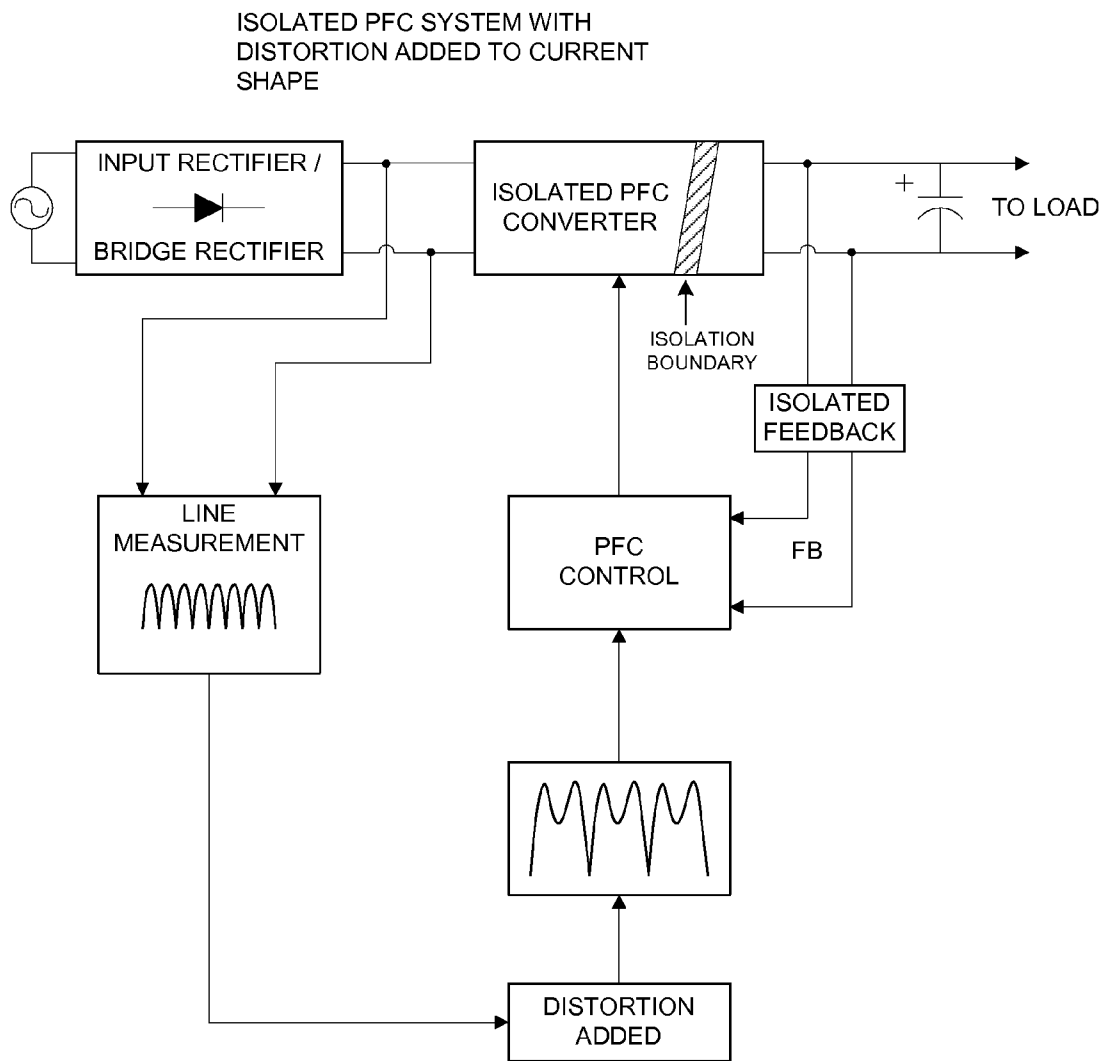 ISOLATED PFC SYSTEM WITH
DISTORTION ADDED TO CURRENT
SHAPE
INPUT RECTIFIER /
BRIDGE RECTIFIER
ISOLATED PFC
CONVERTER
+
TO LOAD
ISOLATION
BOUNDARY
ISOLATED
FEEDBACK
LINE
MEASUREMENT
PFC
CONTROL
FB
DISTORTION
ADDED